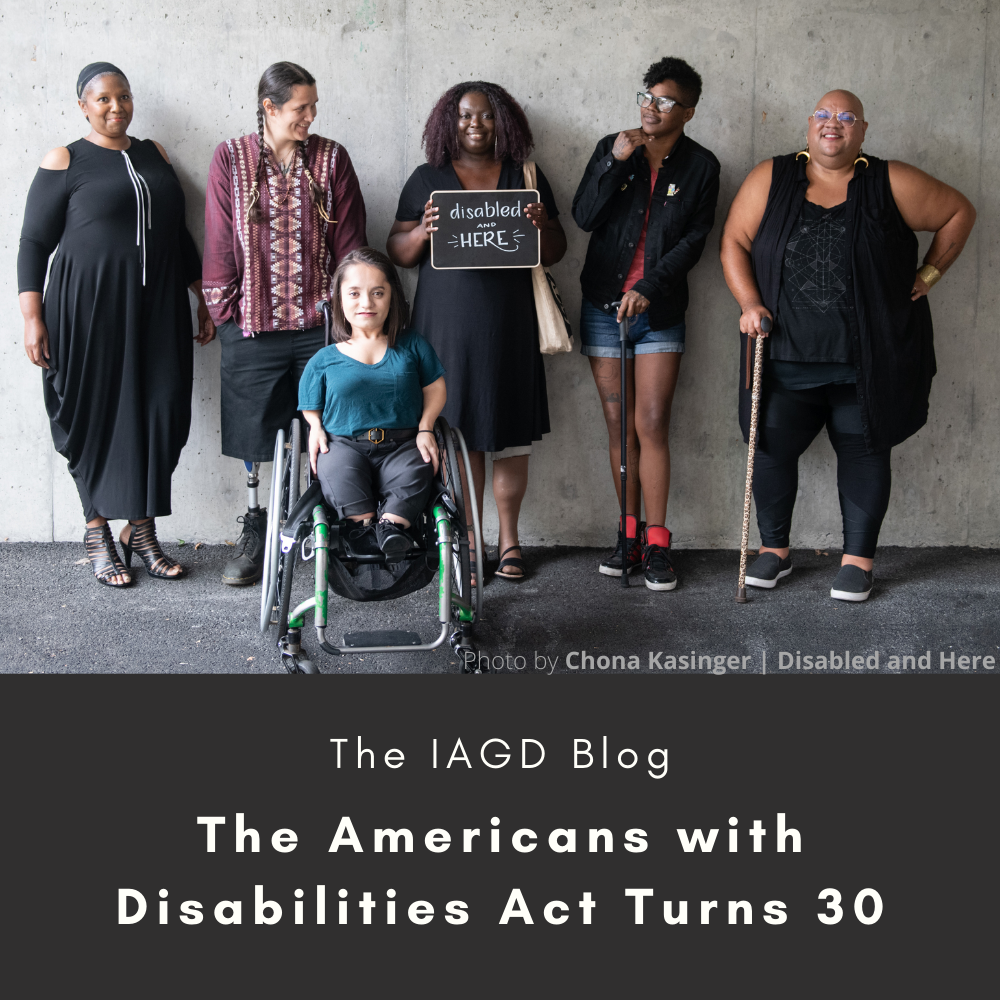 disabled
AND
HERE
Photo by Chona Kasinger | Disabled and Here
The IAGD Blog
The Americans with
Disabilities Act Turns 30